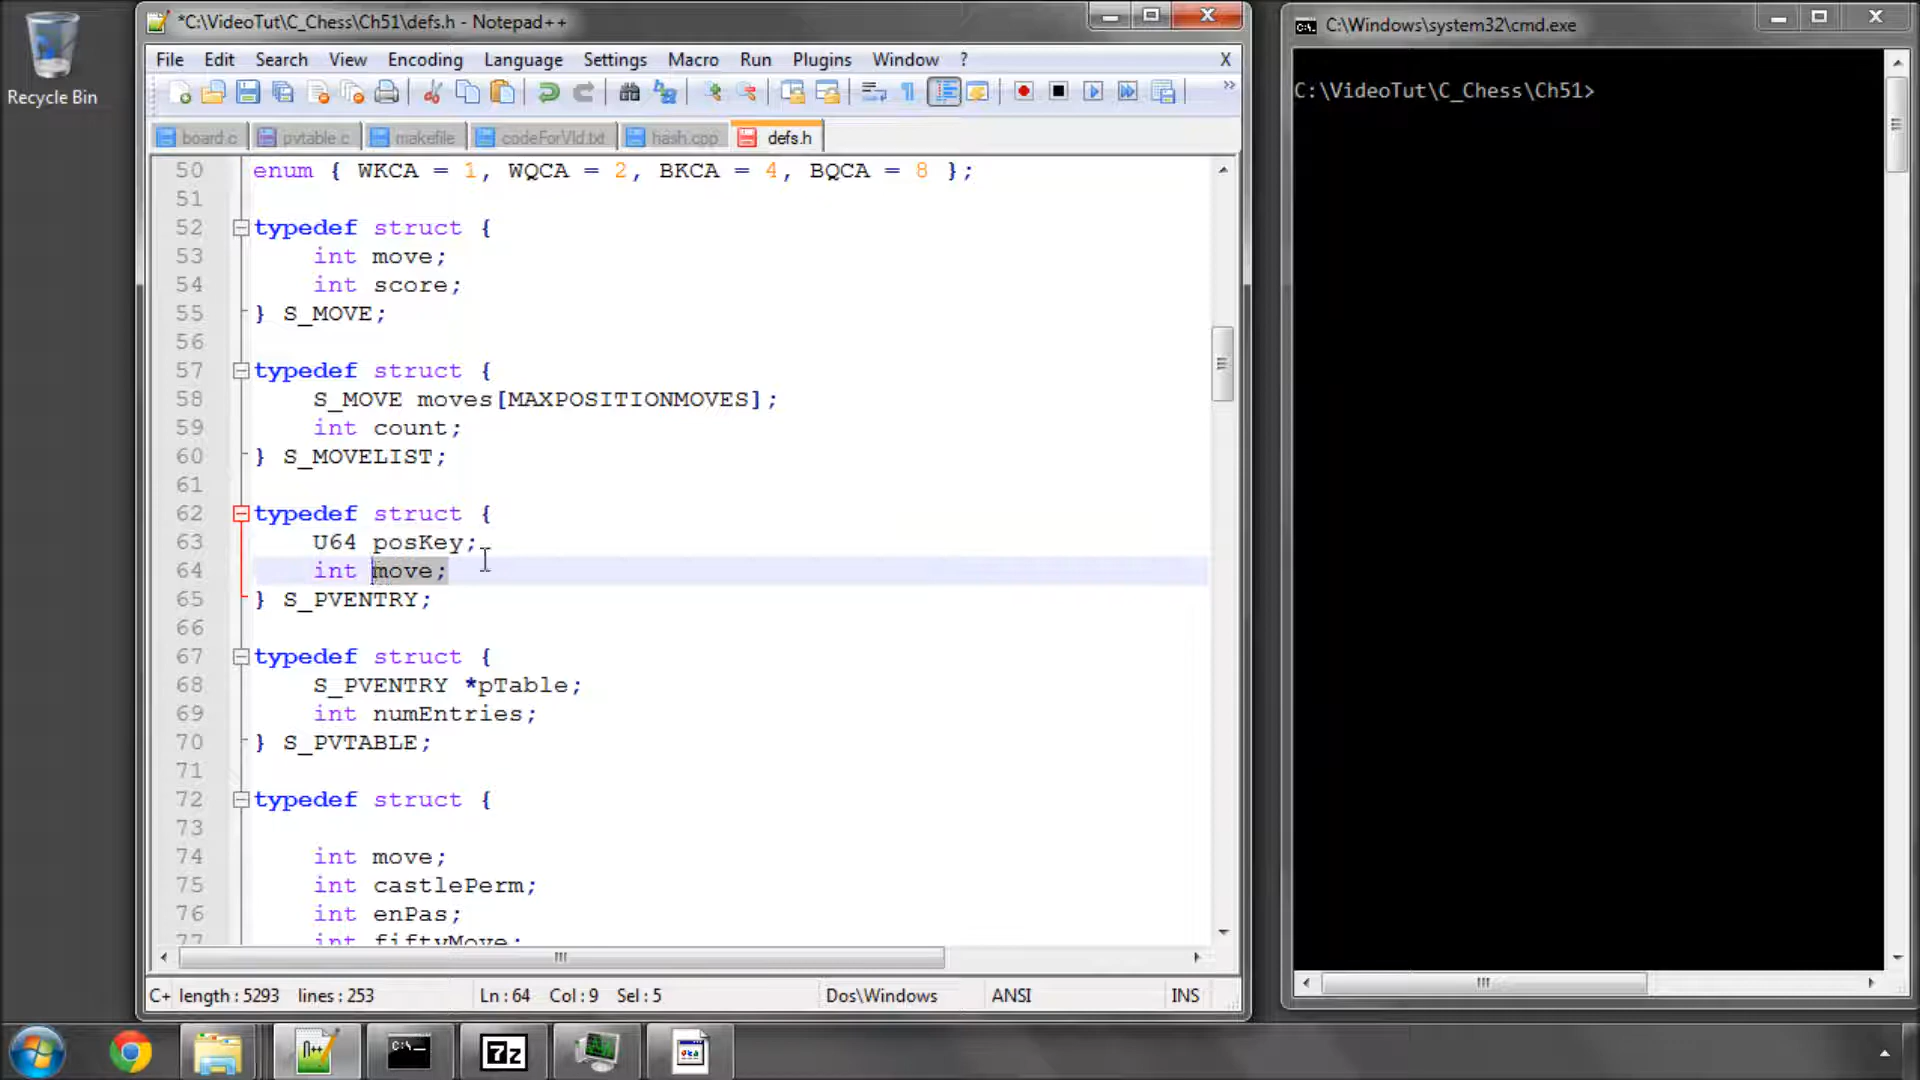 Recycle Bin
*C:\VideoTut\C_Chess\Ch51\defs.h - Notepad++
File Edit Search View Encoding Language Settings Macro Run Plugins Window ? X
board.c pvtable.c makefile codeForVid.txt hash.cpp defs.h
50 enum { WKCA = 1, WQCA = 2, BKCA = 4, BQCA = 8 };
51
52 typedef struct {
53 int move;
54 int score;
55 } S_MOVE;
56
57 typedef struct {
58 S_MOVE moves[MAXPOSITIONMOVES];
59 int count;
60 } S_MOVELIST;
61
62 typedef struct {
63 U64 posKey;
64 int move;
65 } S_PVENTRY;
66
67 typedef struct {
68 S_PVENTRY *pTable;
69 int numEntries;
70 } S_PVTABLE;
71
72 typedef struct {
73
74 int move;
75 int castlePerm;
76 int enPas;
77 int fiftyMove;
C+ length : 5293 lines : 253 Ln : 64 Col : 9 Sel : 5 Dos\Windows ANSI INS
C:\Windows\system32\cmd.exe
C:\VideoTut\C_Chess\Ch51>